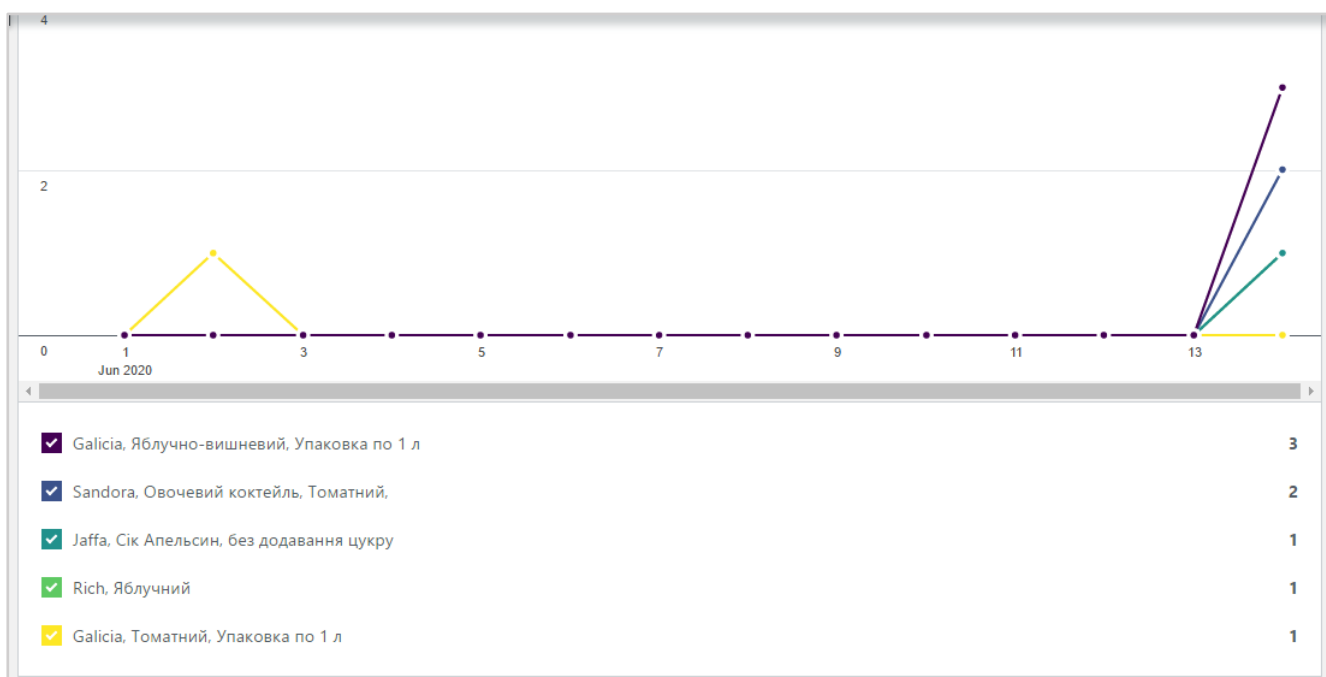 4
2
0 1 3 5 7 9 11 13
Jun 2020
Galicia, Яблучно-вишневий, Упаковка по 1 л 3
Sandora, Овочевий коктейль, Томатний, 2
Jaffa, Сік Апельсин, без додавання цукру 1
Rich, Яблучний 1
Galicia, Томатний, Упаковка по 1 л 1